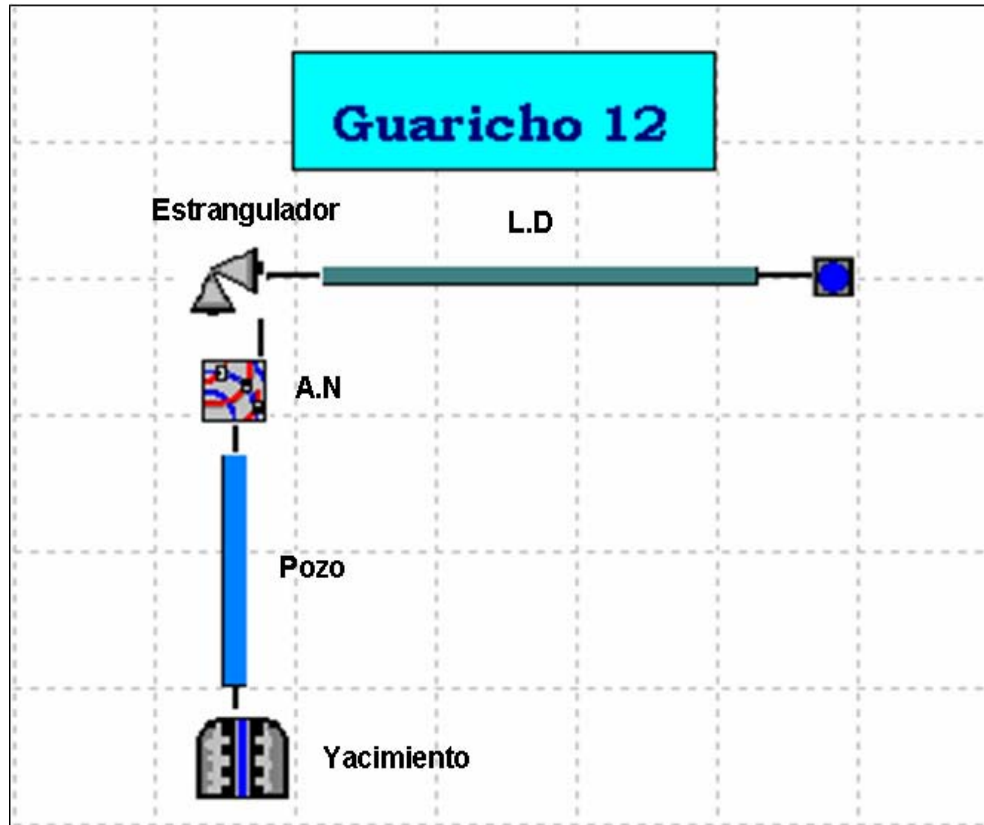 Guaricho 12
Estrangulador
L.D
A.N
Pozo
Yacimiento